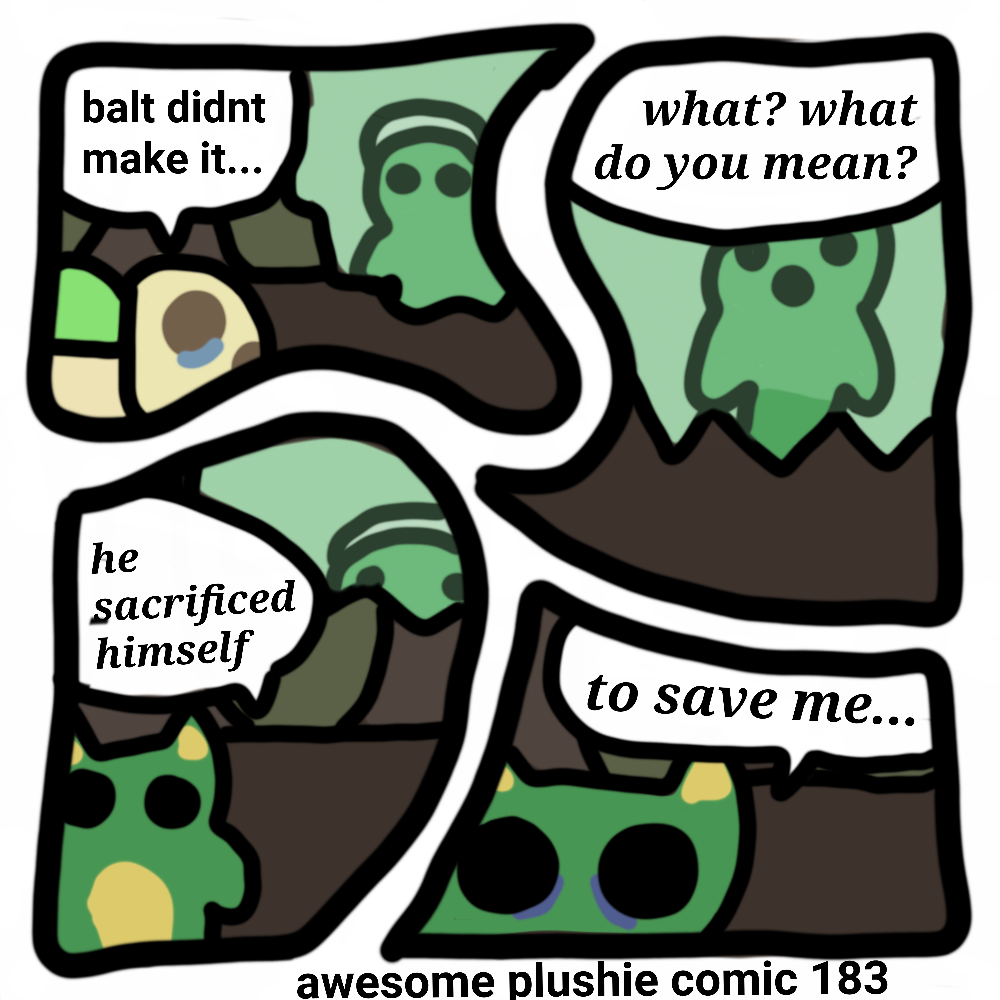 balt didnt
make it...
what? what
do you mean?
he
sacrificed
himself
to save me...
awesome plushie comic 183